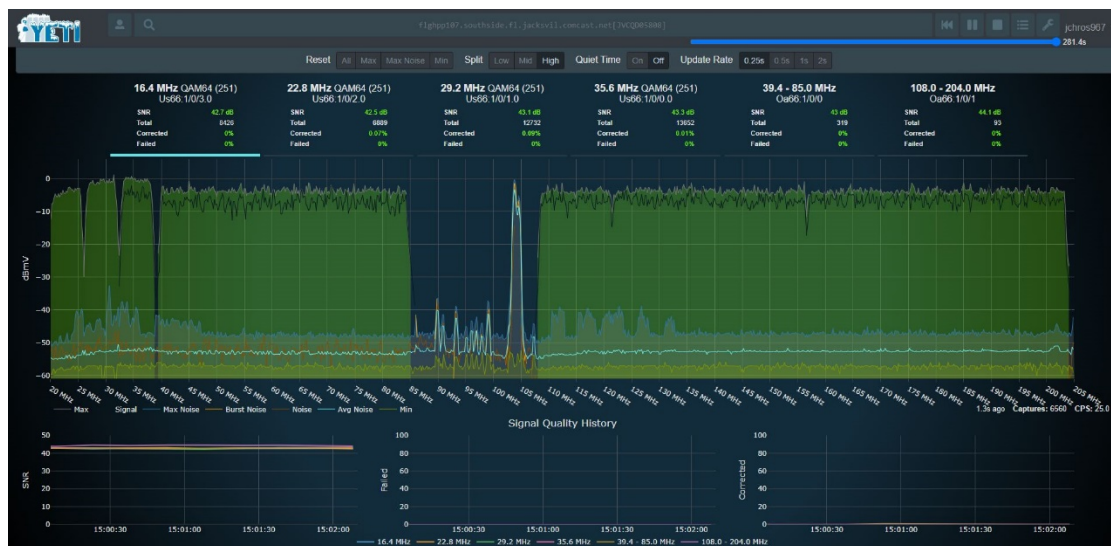 YETI
jchros967
281.4s
Reset All Max Max Noise Min Split Low Mid High Quiet Time On Off Update Rate 0.25s 0.5s 1s 2s
16.4 MHz QAM64 (251)
Us66:1/0/3.0
SNR 42.7 dB
Total 8426
Corrected 0%
Failed 0%
22.8 MHz QAM64 (251)
Us66:1/0/2.0
SNR 42.5 dB
Total 6889
Corrected 0.07%
Failed 0%
29.2 MHz QAM64 (251)
Us66:1/0/1.0
SNR 43.1 dB
Total 12732
Corrected 0.09%
Failed 0%
35.6 MHz QAM64 (251)
Us66:1/0/0.0
SNR 43.3 dB
Total 13652
Corrected 0.01%
Failed 0%
39.4 - 85.0 MHz
Oa66:1/0/0
SNR 43 dB
Total 319
Corrected 0%
Failed 0%
108.0 - 204.0 MHz
Oa66:1/0/1
SNR 44.1 dB
Total 93
Corrected 0%
Failed 0%
dBmV
0
-10
-20
-30
-40
-50
-60
20 MHz 25 MHz 30 MHz 35 MHz 40 MHz 45 MHz 50 MHz 55 MHz 60 MHz 65 MHz 70 MHz 75 MHz 80 MHz 85 MHz 90 MHz 95 MHz 100 MHz 105 MHz 110 MHz 115 MHz 120 MHz 125 MHz 130 MHz 135 MHz 140 MHz 145 MHz 150 MHz 155 MHz 160 MHz 165 MHz 170 MHz 175 MHz 180 MHz 185 MHz 190 MHz 195 MHz 200 MHz 205 MHz
Max Signal Max Noise Burst Noise Noise Avg Noise Min
1.3s ago Captures: 6560 CPS: 25.0
Signal Quality History
SNR
50
40
30
20
10
0
15:00:30 15:01:00 15:01:30 15:02:00
Failed
100
80
60
40
20
0
15:00:30 15:01:00 15:01:30 15:02:00
Corrected
100
80
60
40
20
0
15:00:30 15:01:00 15:01:30 15:02:00
16.4 MHz 22.8 MHz 29.2 MHz 35.6 MHz 39.4 - 85.0 MHz 108.0 - 204.0 MHz